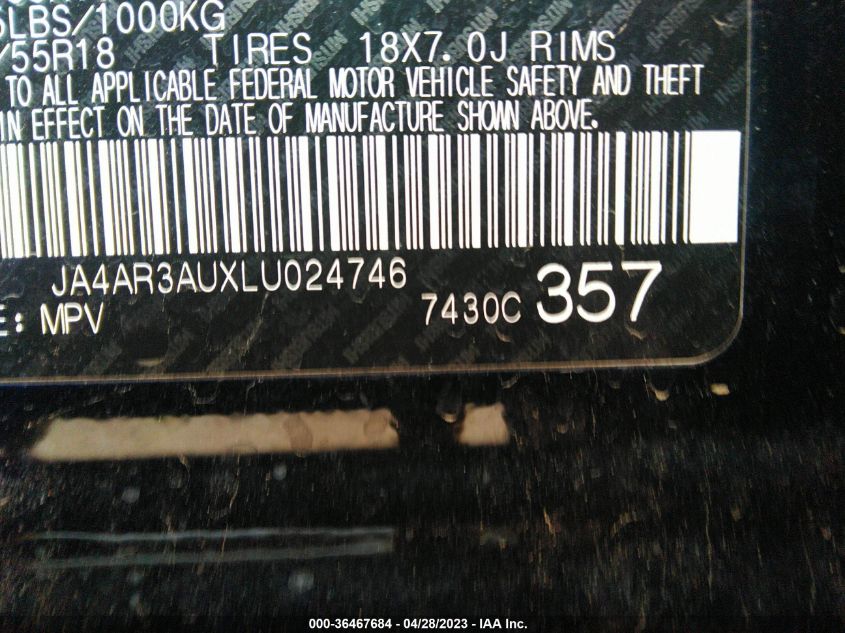 LBS/1000KG
/55R18 TIRES 18X7.0J RIMS
TO ALL APPLICABLE FEDERAL MOTOR VEHICLE SAFETY AND THEFT
IN EFFECT ON THE DATE OF MANUFACTURE SHOWN ABOVE.
JA4AR3AUXLU024746
E: MPV 7430C 357
000-36467684 - 04/28/2023 - IAA Inc.